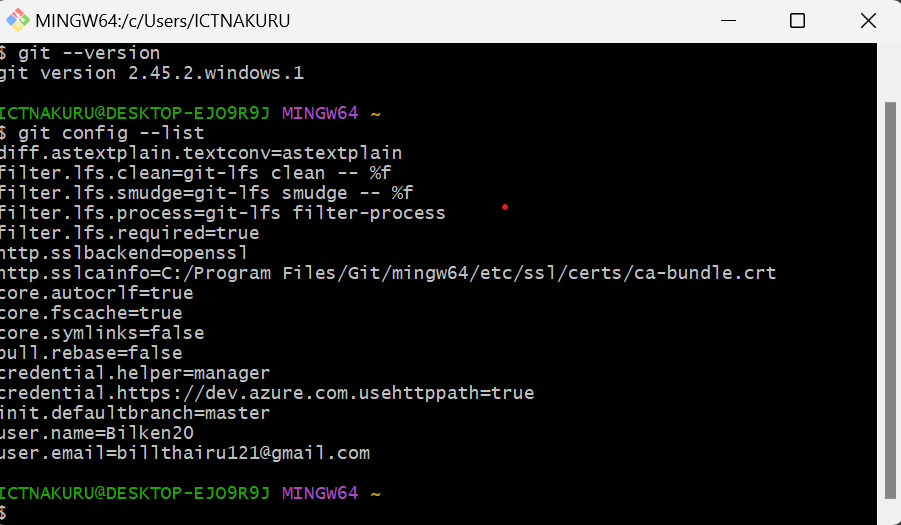 MINGW64:/c/Users/ICTNAKURU
$ git --version
git version 2.45.2.windows.1
ICTNAKURU@DESKTOP-EJO9R9J MINGW64 ~
$ git config --list
diff.astextplain.textconv=astextplain
filter.lfs.clean=git-lfs clean -- %f
filter.lfs.smudge=git-lfs smudge -- %f
filter.lfs.process=git-lfs filter-process
filter.lfs.required=true
http.sslbackend=openssl
http.sslcainfo=C:/Program Files/Git/mingw64/etc/ssl/certs/ca-bundle.crt
core.autocrlf=true
core.fscache=true
core.symlinks=false
pull.rebase=false
credential.helper=manager
credential.https://dev.azure.com.usehttppath=true
init.defaultbranch=master
user.name=Bilken20
user.email=billthairu121@gmail.com
ICTNAKURU@DESKTOP-EJO9R9J MINGW64 ~
$